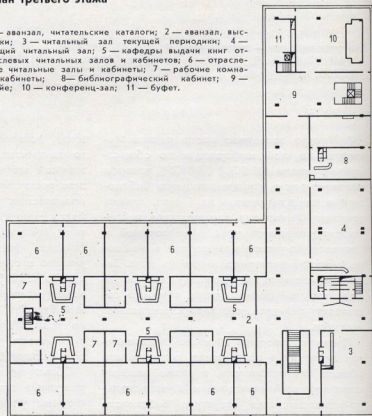 план третьего этажа
— аванзал, читательские каталоги; 2 — аванзал, выс-
ки; 3 — читальный зал текущей периодики; 4 —
щий читальный зал; 5 — кафедры выдачи книг от-
слевых читальных залов и кабинетов; 6 — отрасле-
е читальные залы и кабинеты; 7 — рабочие комна-
кабинеты; 8— библиографический кабинет; 9 —
йе; 10 — конференц-зал; 11 — буфет.
11
10
9
8
4
6 6 6 6 6
7
5 5
2
5
7 7
3
6 6 6 6 6